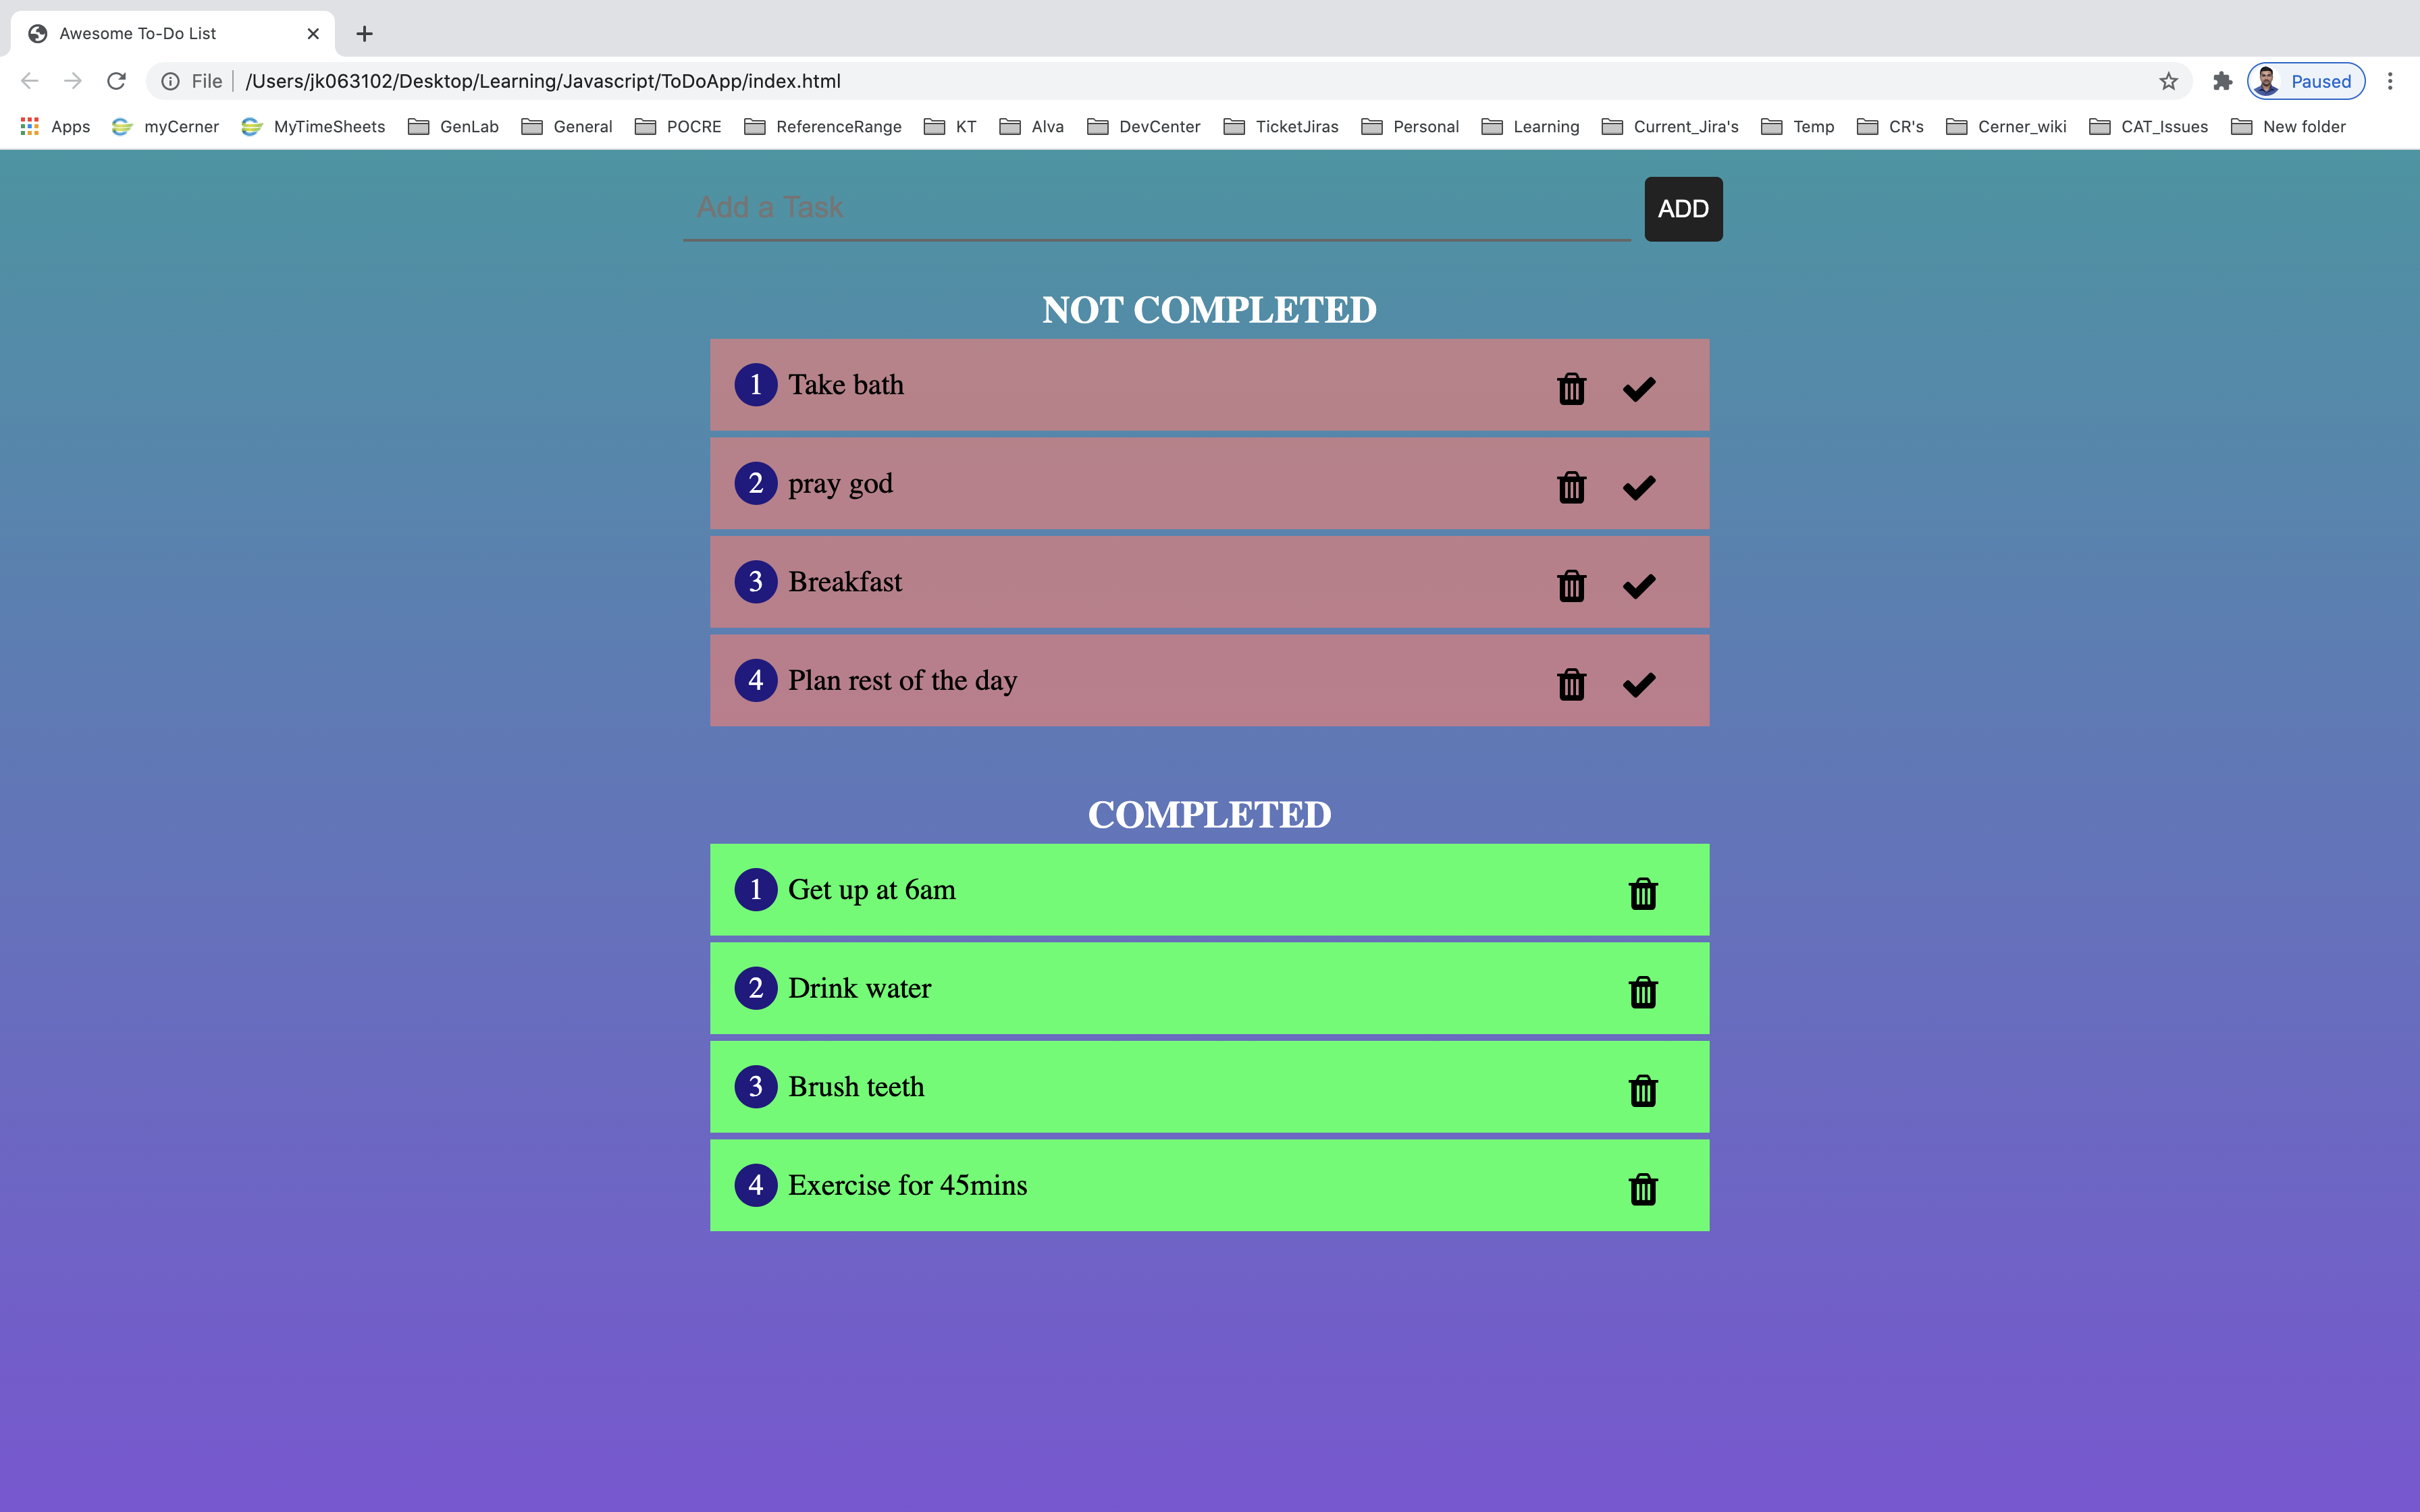 Awesome To-Do List
File /Users/jk063102/Desktop/Learning/Javascript/ToDoApp/index.html Paused
Apps myCerner MyTimeSheets GenLab General POCRE ReferenceRange KT Alva DevCenter TicketJiras Personal Learning Current_Jira's Temp CR's Cerner_wiki CAT_Issues New folder
Add a Task ADD
NOT COMPLETED
1 Take bath
2 pray god
3 Breakfast
4 Plan rest of the day
COMPLETED
1 Get up at 6am
2 Drink water
3 Brush teeth
4 Exercise for 45mins